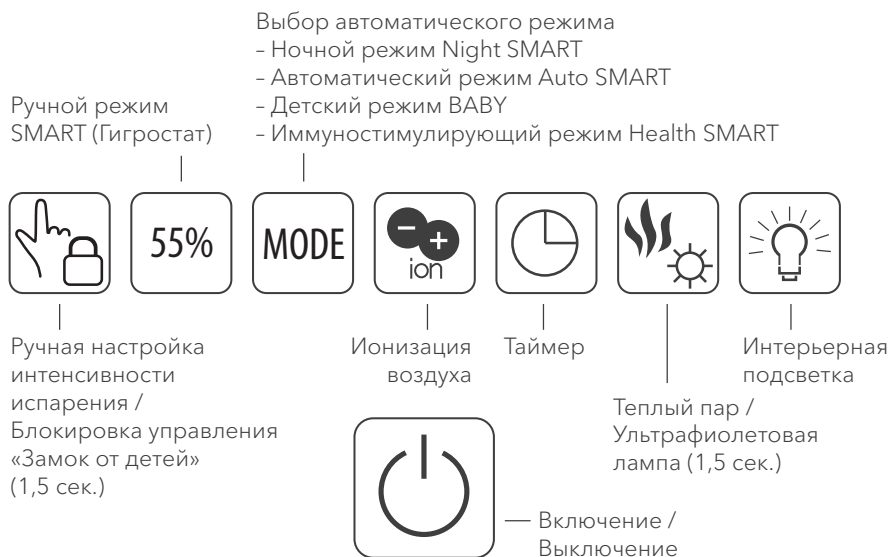 Выбор автоматического режима
– Ночной режим Night SMART
– Автоматический режим Auto SMART
– Детский режим BABY
– Иммуностимулирующий режим Health SMART
Ручной режим
SMART (Гигростат)
55%
MODE
ion
Ручная настройка
интенсивности
испарения /
Блокировка управления
«Замок от детей»
(1,5 сек.)
Ионизация
воздуха
Таймер
Теплый пар /
Ультрафиолетовая
лампа (1,5 сек.)
Интерьерная
подсветка
Включение /
Выключение